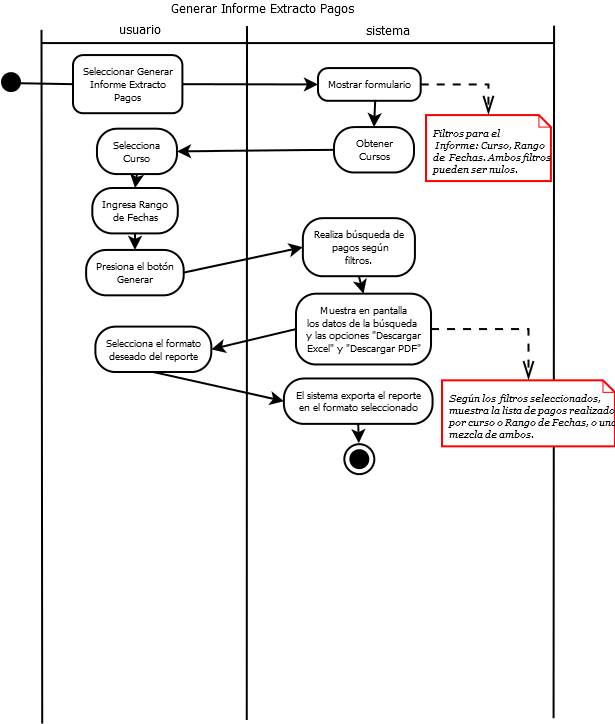 Generar Informe Extracto Pagos
usuario
sistema
Seleccionar Generar
Informe Extracto
Pagos
Mostrar formulario
Filtros para el
Informe: Curso, Rango
de Fechas. Ambos filtros
pueden ser nulos.
Obtener
Cursos
Selecciona
Curso
Ingresa Rango
de Fechas
Presiona el botón
Generar
Realiza búsqueda de
pagos según
filtros.
Muestra en pantalla
los datos de la búsqueda
y las opciones "Descargar
Excel" y "Descargar PDF"
Selecciona el formato
deseado del reporte
El sistema exporta el reporte
en el formato seleccionado
Según los filtros seleccionados,
muestra la lista de pagos realizado
por curso o Rango de Fechas, o una
mezcla de ambos.